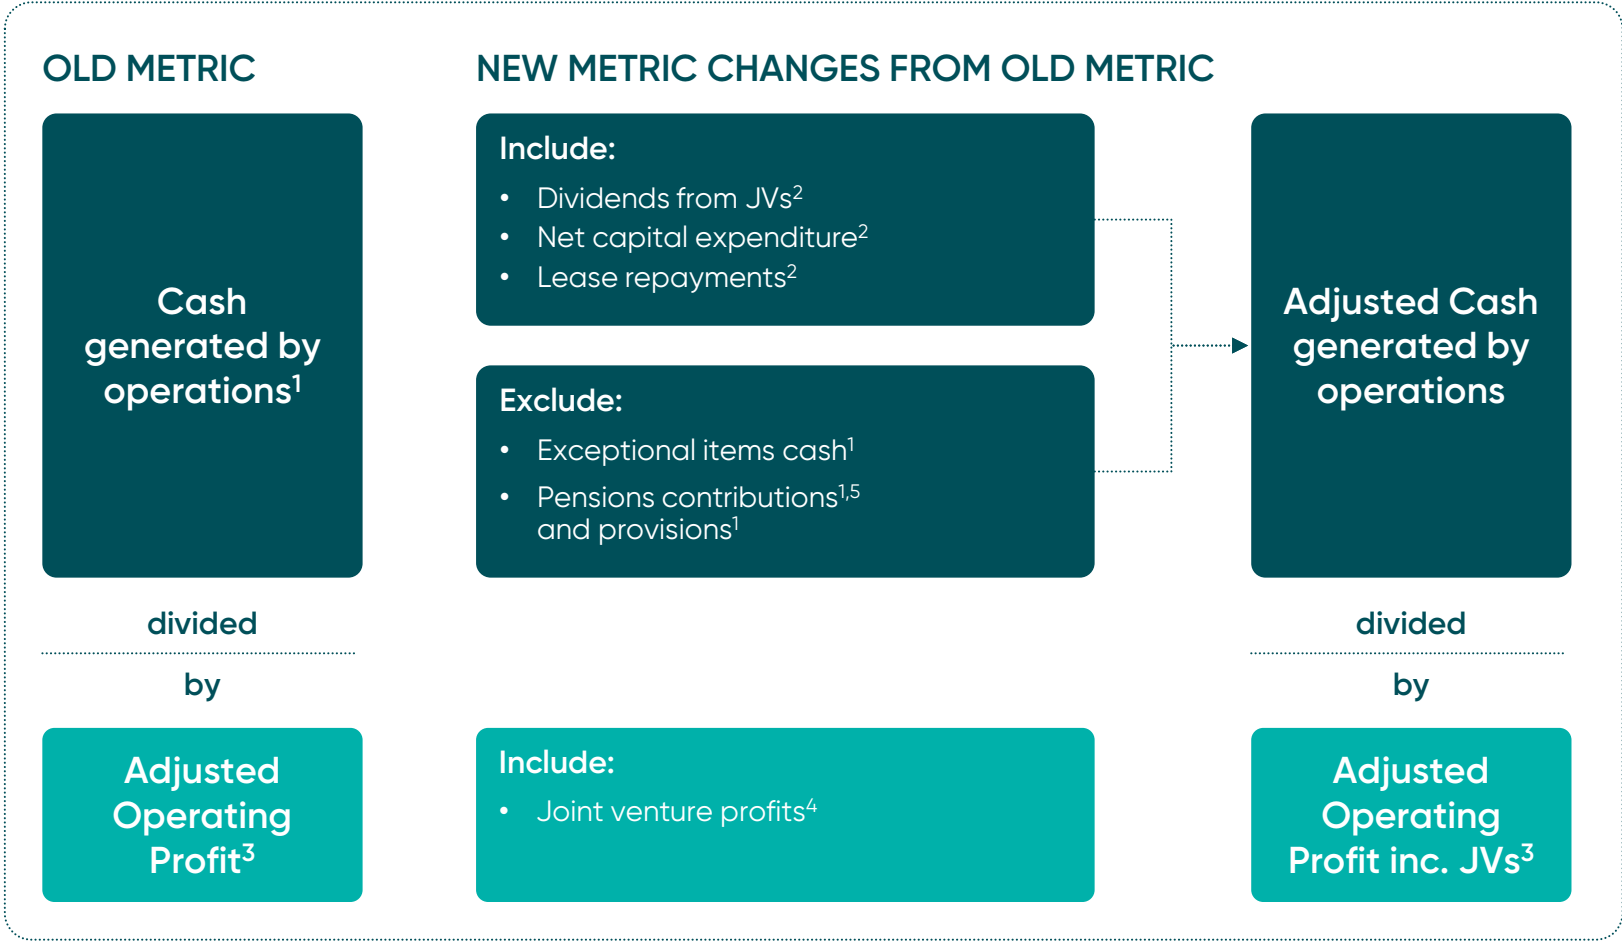 OLD METRIC
Cash
generated by
operations¹
divided
by
Adjusted
Operating
Profit³
NEW METRIC CHANGES FROM OLD METRIC
Include:
• Dividends from JVs²
• Net capital expenditure²
• Lease repayments²
Exclude:
• Exceptional items cash¹
• Pensions contributions¹,⁵
and provisions¹
Include:
• Joint venture profits⁴
Adjusted Cash
generated by
operations
divided
by
Adjusted
Operating
Profit inc. JVs³